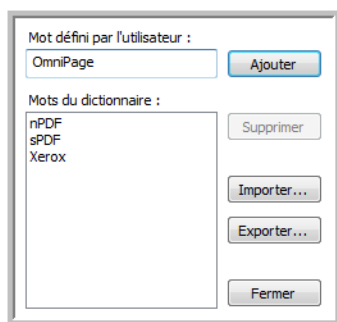 Mot défini par l'utilisateur :
OmniPage
Ajouter
Mots du dictionnaire :
nPDF
sPDF
Xerox
Supprimer
Importer...
Exporter...
Fermer